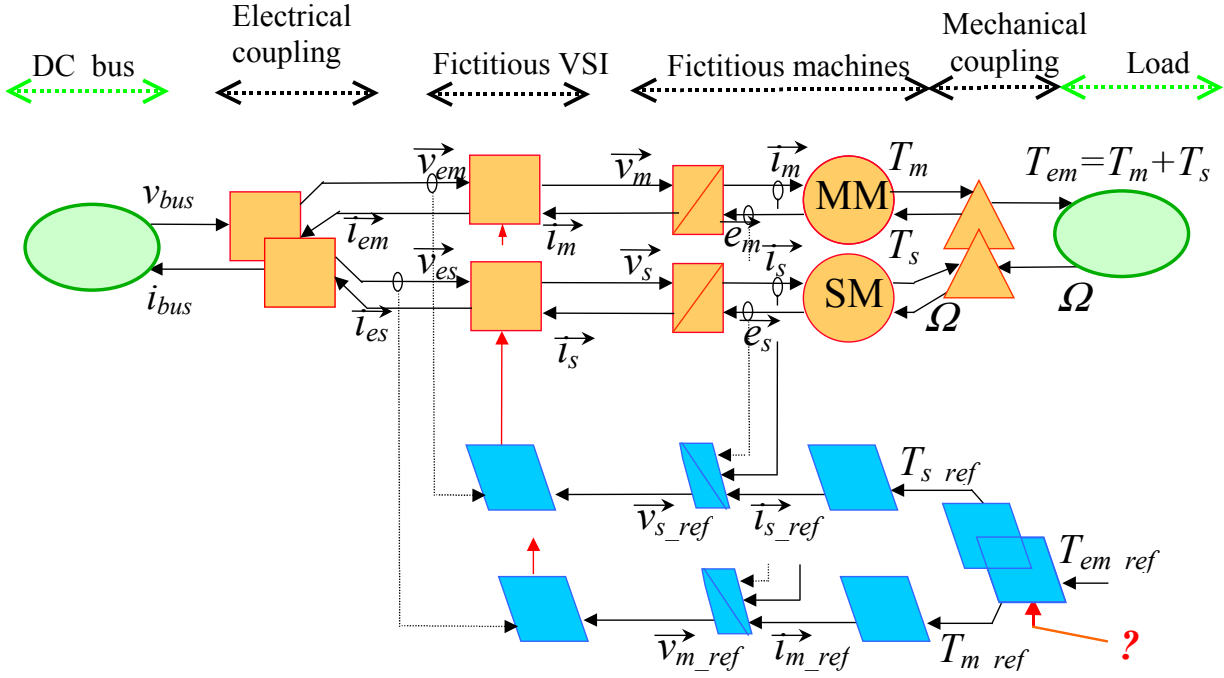 Electrical
coupling
DC bus
Fictitious VSI
Fictitious machines
Mechanical
coupling
Load
v_bus
i_bus
v_em
i_em
v_es
i_es
v_m
i_m
v_s
i_s
i_m
e_m
i_s
e_s
MM
SM
T_m
T_s
Ω
T_em=T_m+T_s
Ω
T_s_ref
v_s_ref
i_s_ref
T_em_ref
v_m_ref
i_m_ref
T_m_ref
?